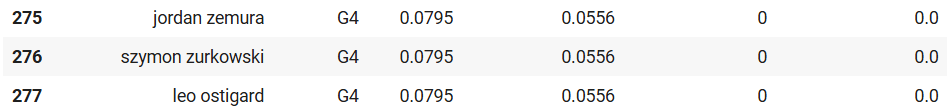 275 jordan zemura G4 0.0795 0.0556 0 0.0
276 szymon zurkowski G4 0.0795 0.0556 0 0.0
277 leo ostigard G4 0.0795 0.0556 0 0.0